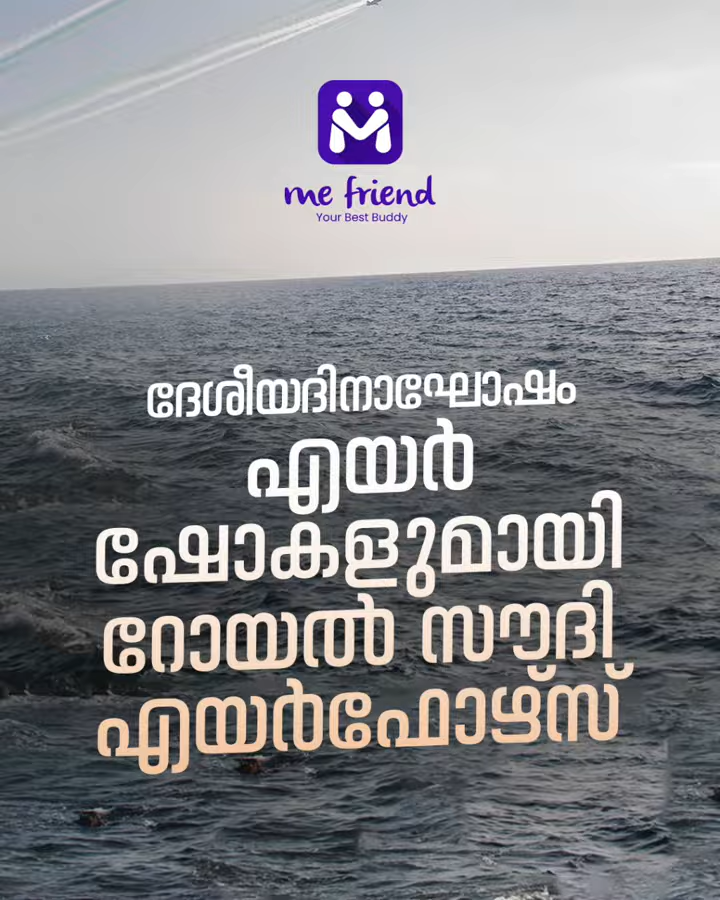 me friend
Your Best Buddy
ദേശീയദിനാഘോഷം
എയർ
ഷോകളുമായി
റോയൽ സൗദി
എയർഫോഴ്സ്